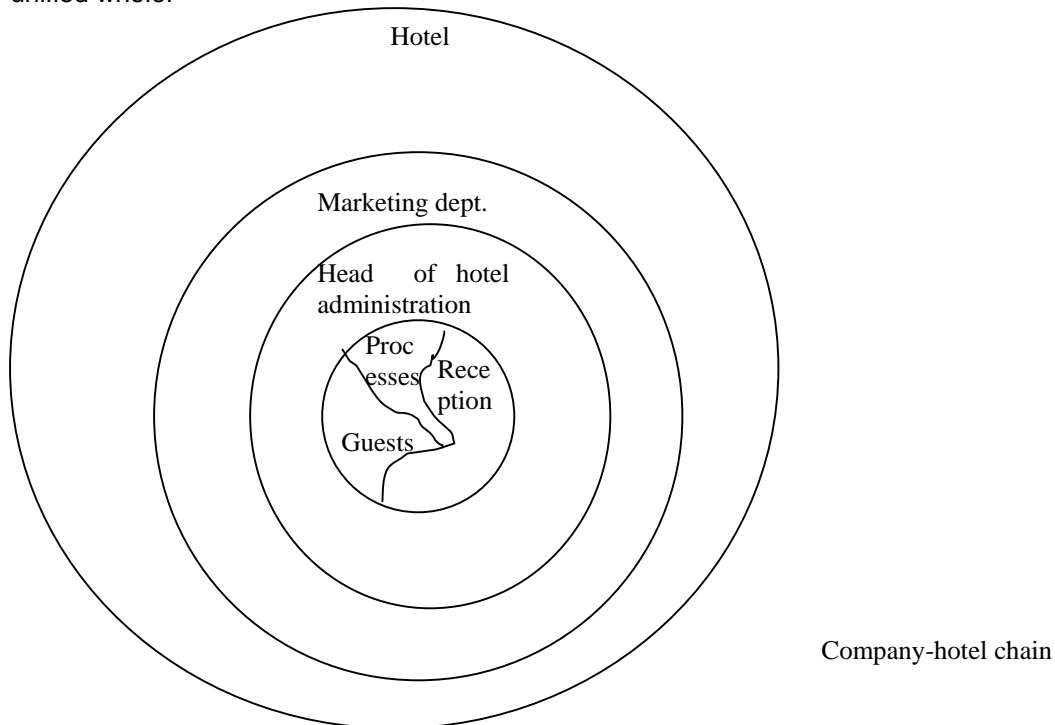 unified whole.
Hotel
Marketing dept.
Head of hotel
administration
Proc
esses
Rece
ption
Guests
Company-hotel chain